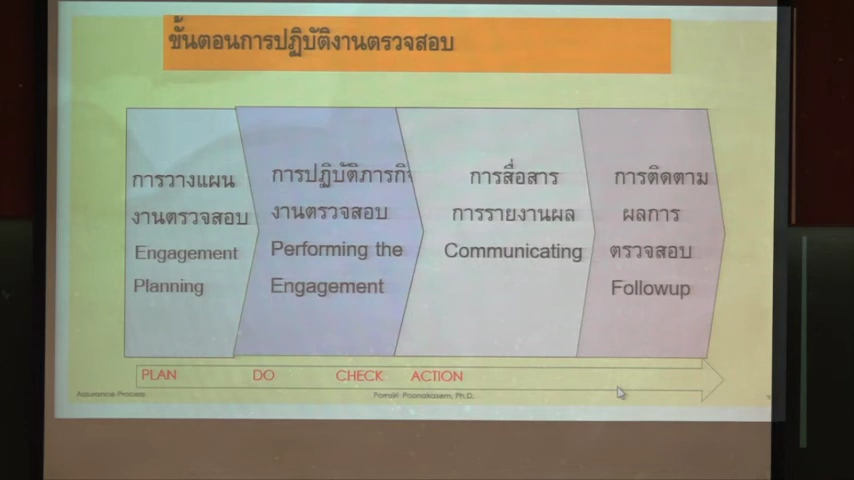 ขั้นตอนการปฏิบัติงานตรวจสอบ
การวางแผน
งานตรวจสอบ
Engagement
Planning
การปฏิบัติภารกิจ
งานตรวจสอบ
Performing the
Engagement
การสื่อสาร
การรายงานผล
Communicating
การติดตาม
ผลการ
ตรวจสอบ
Followup
PLAN DO CHECK ACTION
Assurance Process
Poonakasem, Ph.D.